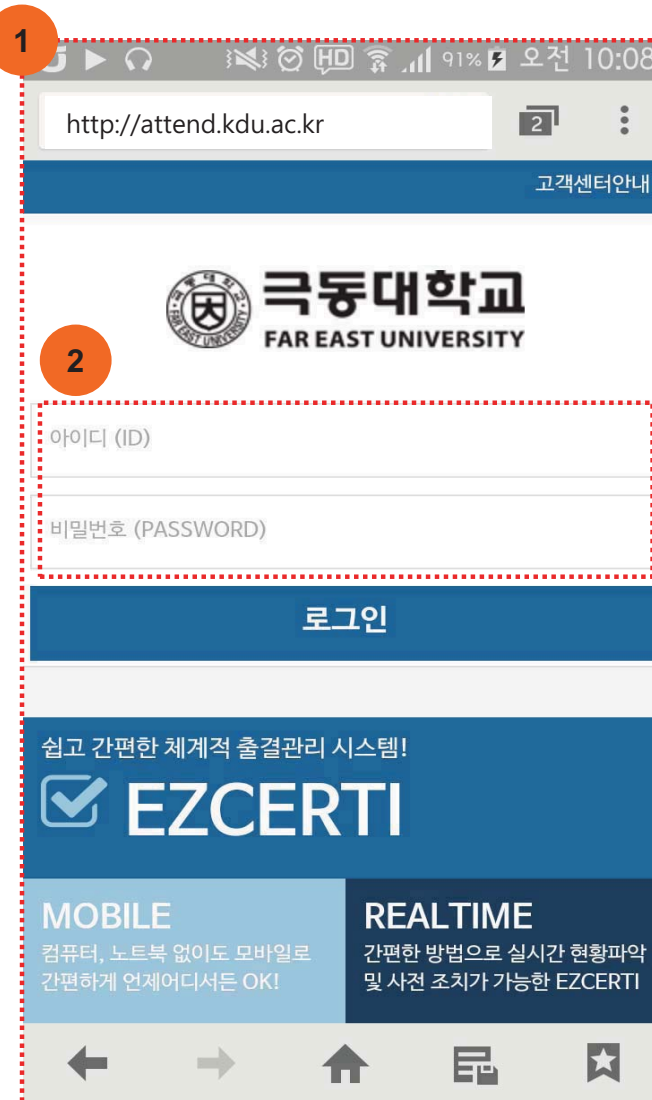 1
HD 91% 오전 10:08
http://attend.kdu.ac.kr 2
고객센터안내
극동대학교
FAR EAST UNIVERSITY
2
아이디 (ID)
비밀번호 (PASSWORD)
로그인
쉽고 간편한 체계적 출결관리 시스템!
EZCERTI
MOBILE
컴퓨터, 노트북 없이도 모바일로
간편하게 언제어디서든 OK!
REALTIME
간편한 방법으로 실시간 현황파악
및 사전 조치가 가능한 EZCERTI